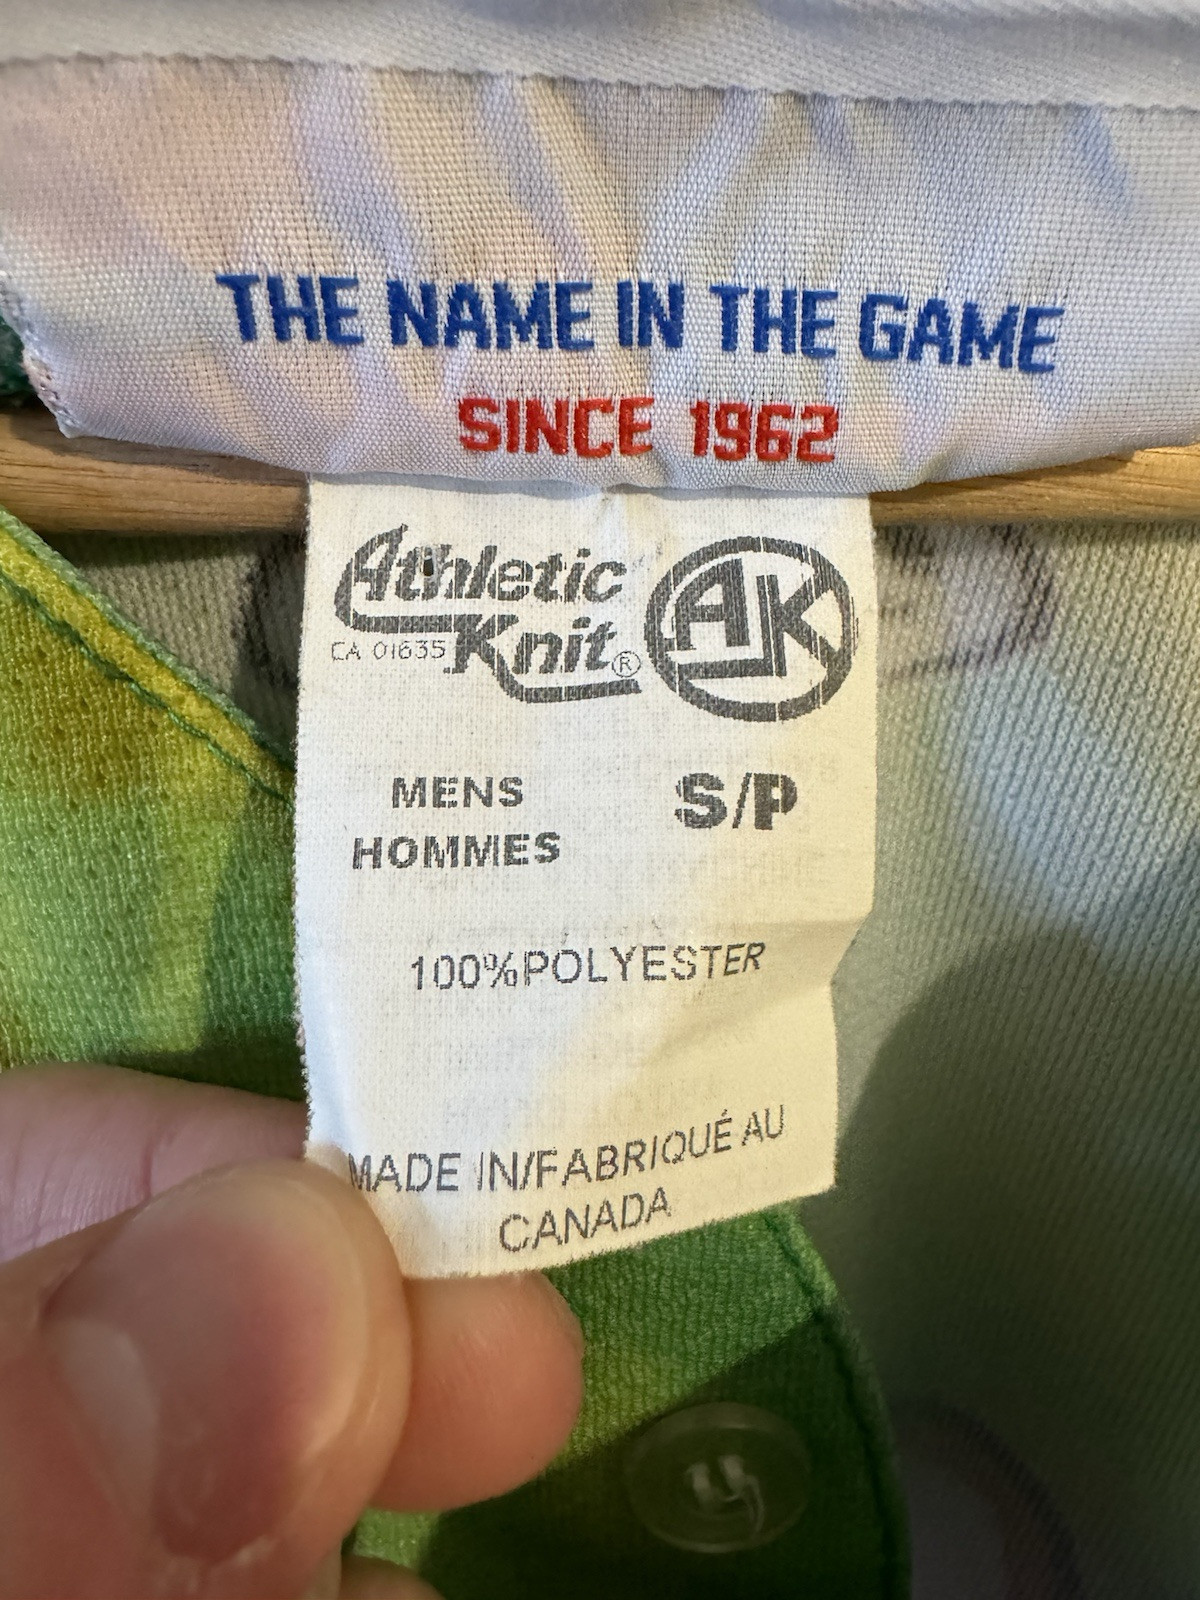 THE NAME IN THE GAME
SINCE 1962
Athletic
Knit®
CA 01635
AK
MENS
HOMMES
S/P
100%POLYESTER
MADE IN/FABRIQUÉ AU
CANADA